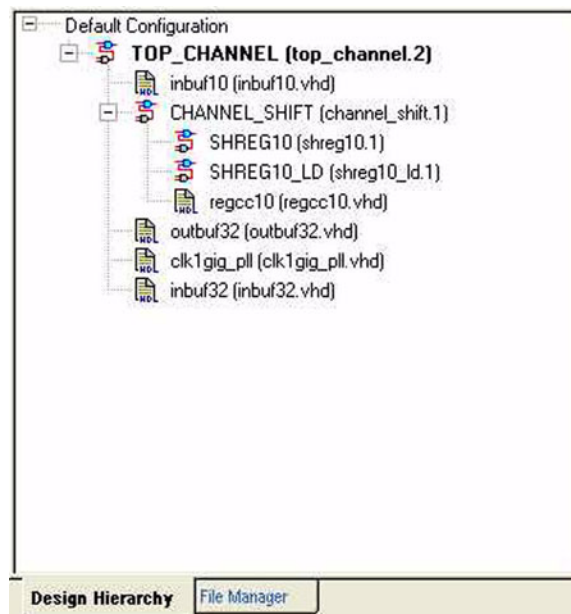 Default Configuration
TOP_CHANNEL (top_channel.2)
inbuf10 (inbuf10.vhd)
CHANNEL_SHIFT (channel_shift.1)
SHREG10 (shreg10.1)
SHREG10_LD (shreg10_ld.1)
regcc10 (regcc10.vhd)
outbuf32 (outbuf32.vhd)
clk1gig_pll (clk1gig_pll.vhd)
inbuf32 (inbuf32.vhd)
Design Hierarchy File Manager